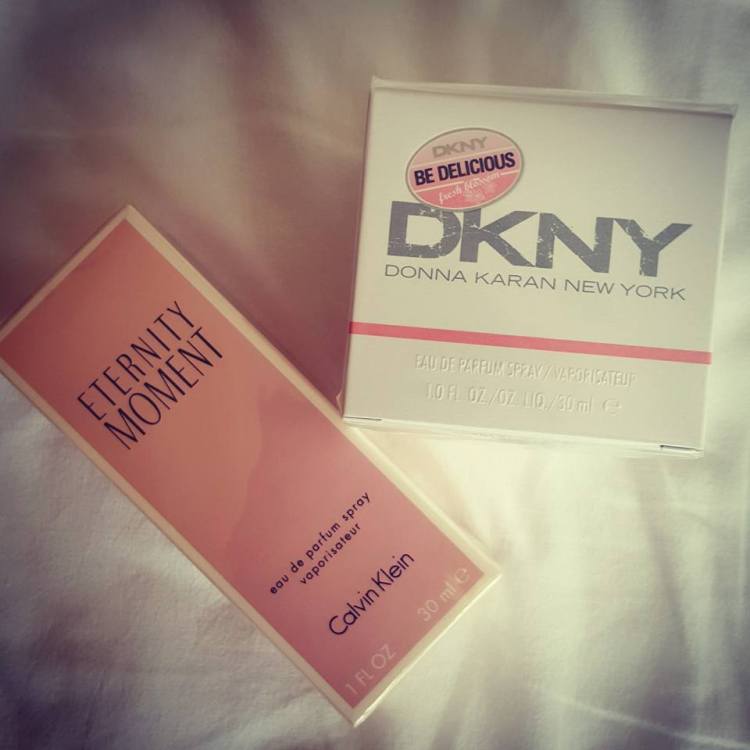 DKNY
BE DELICIOUS
fresh blossom
DKNY
DONNA KARAN NEW YORK
EAU DE PARFUM SPRAY / VAPORISATEUR
1.0 FL. OZ./OZ. LIQ./30 ml e
ETERNITY
MOMENT
eau de parfum spray
vaporisateur
Calvin Klein
1 FL OZ 30 ml e